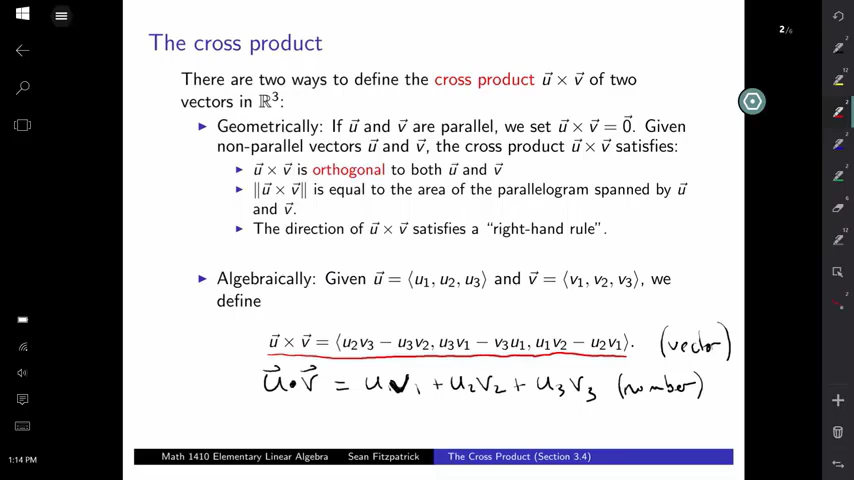 2/6
The cross product
There are two ways to define the cross product u⃗ × v⃗ of two
vectors in ℝ³:
▶ Geometrically: If u⃗ and v⃗ are parallel, we set u⃗ × v⃗ = 0⃗. Given
non-parallel vectors u⃗ and v⃗, the cross product u⃗ × v⃗ satisfies:
▶ u⃗ × v⃗ is orthogonal to both u⃗ and v⃗
▶ ‖u⃗ × v⃗‖ is equal to the area of the parallelogram spanned by u⃗
and v⃗.
▶ The direction of u⃗ × v⃗ satisfies a “right-hand rule”.
▶ Algebraically: Given u⃗ = ⟨u₁, u₂, u₃⟩ and v⃗ = ⟨v₁, v₂, v₃⟩, we
define
u⃗ × v⃗ = ⟨u₂v₃ − u₃v₂, u₃v₁ − v₃u₁, u₁v₂ − u₂v₁⟩. (vector)
u⃗ • v⃗ = u₁v₁ + u₂v₂ + u₃v₃ (number)
1:14 PM
Math 1410 Elementary Linear Algebra Sean Fitzpatrick The Cross Product (Section 3.4)